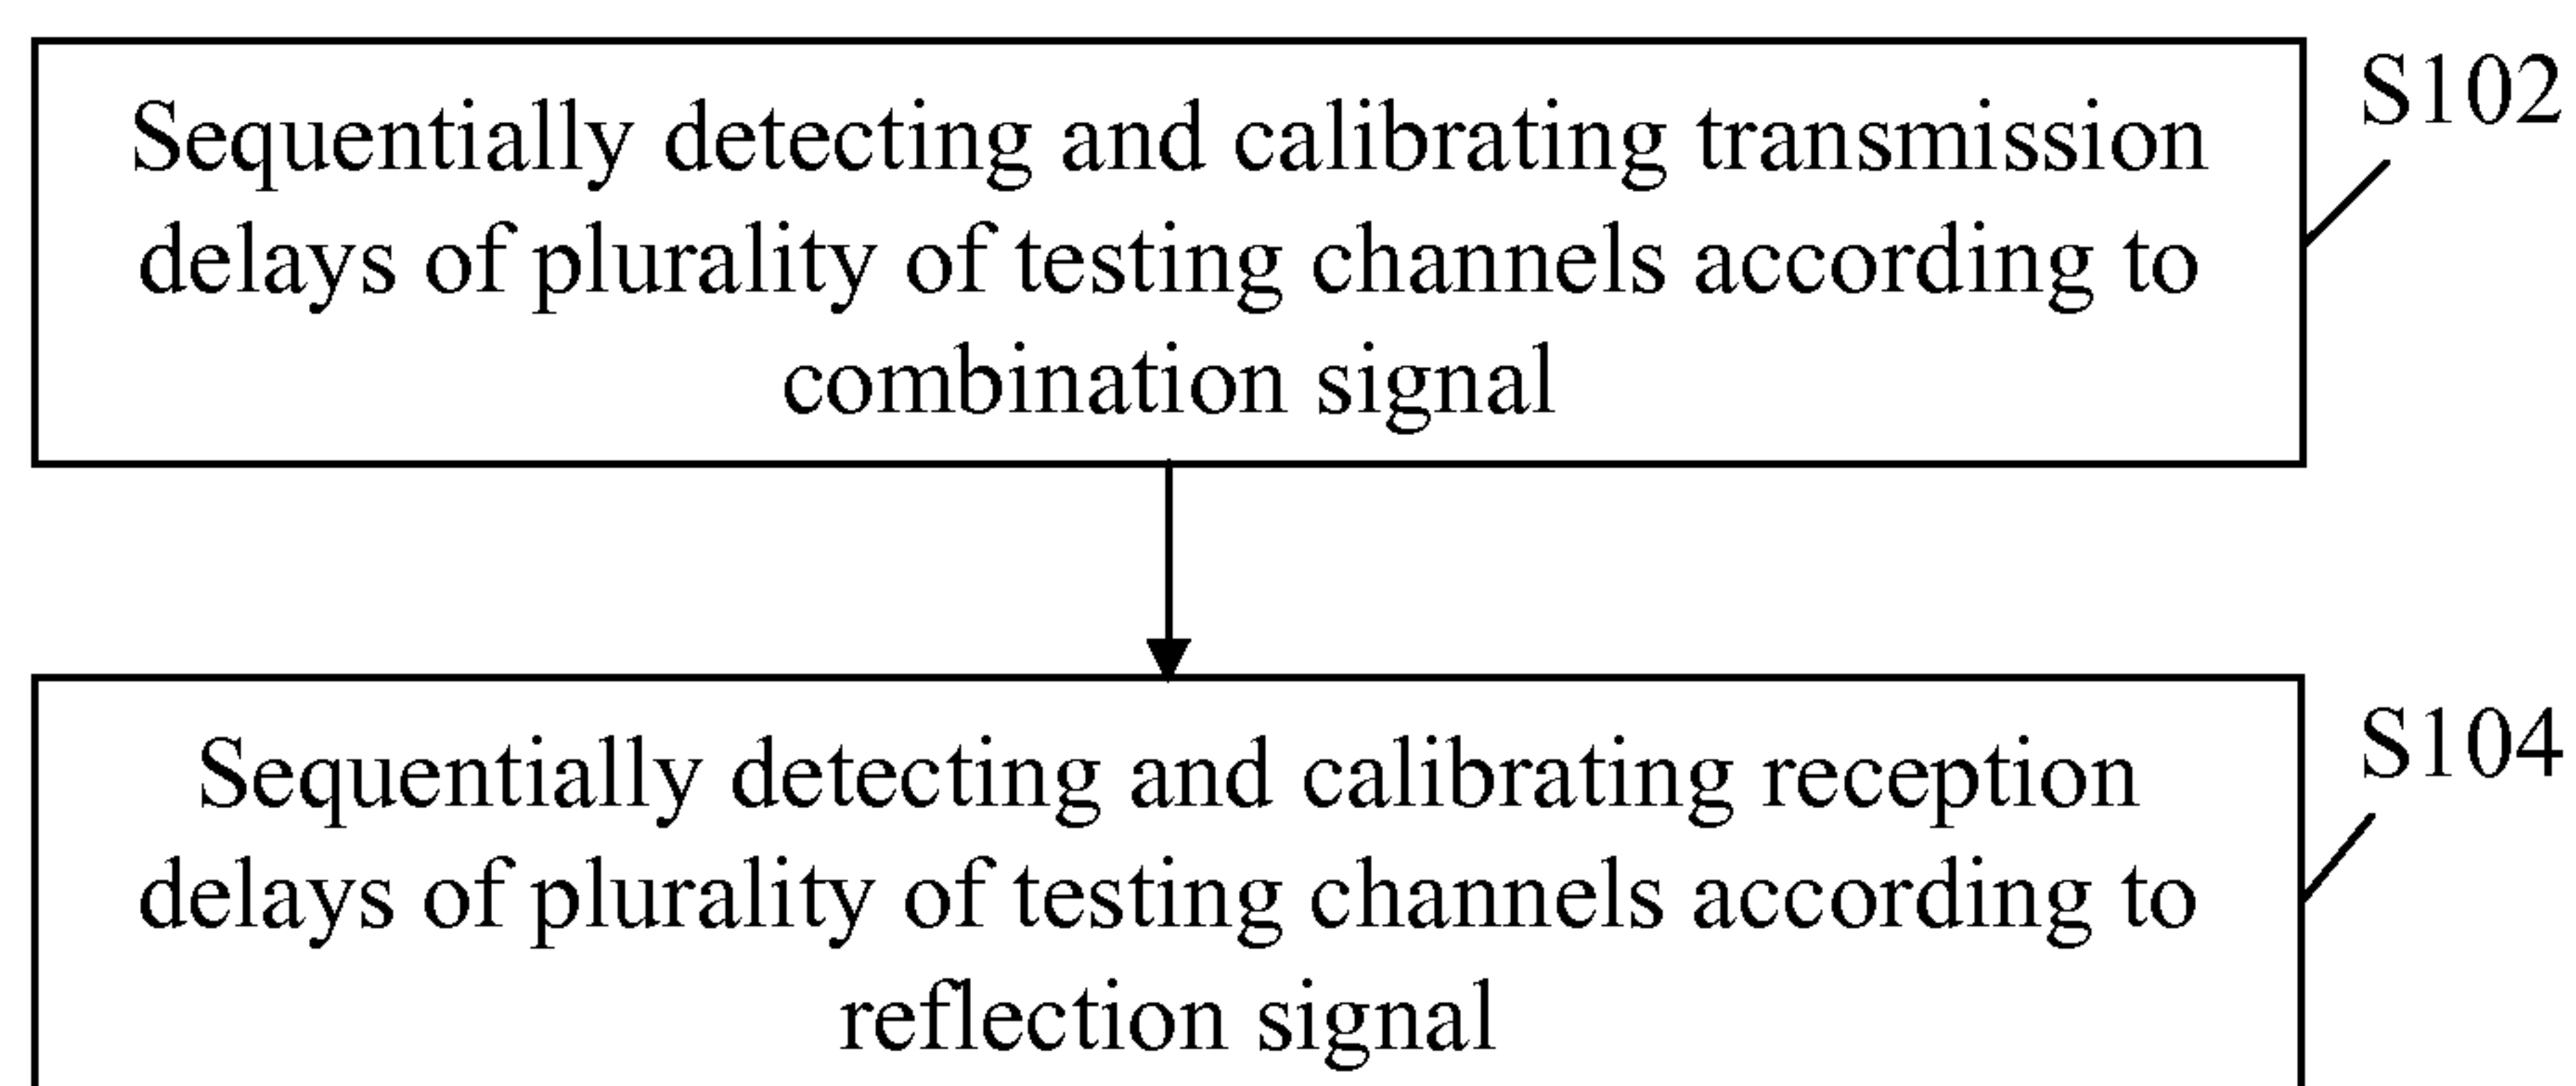 Sequentially detecting and calibrating transmission
delays of plurality of testing channels according to
combination signal
S102
Sequentially detecting and calibrating reception
delays of plurality of testing channels according to
reflection signal
S104